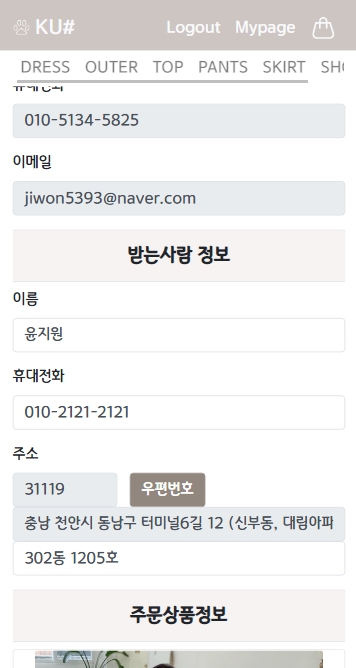 KU# Logout Mypage
DRESS OUTER TOP PANTS SKIRT
휴대전화
010-5134-5825
이메일
jiwon5393@naver.com
받는사람 정보
이름
윤지원
휴대전화
010-2121-2121
주소
31119 우편번호
충남 천안시 동남구 터미널6길 12 (신부동, 대림아파
302동 1205호
주문상품정보